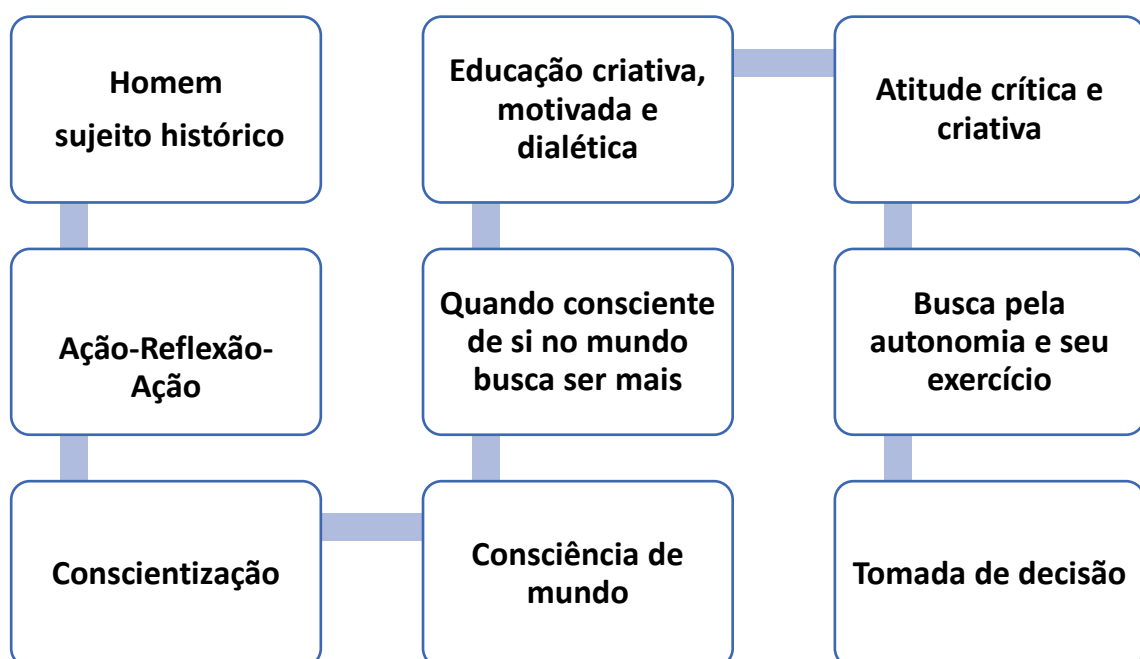 Homem
sujeito histórico
Ação-Reflexão-
Ação
Conscientização
Consciência de
mundo
Quando consciente
de si no mundo
busca ser mais
Educação criativa,
motivada e
dialética
Atitude crítica e
criativa
Busca pela
autonomia e seu
exercício
Tomada de decisão